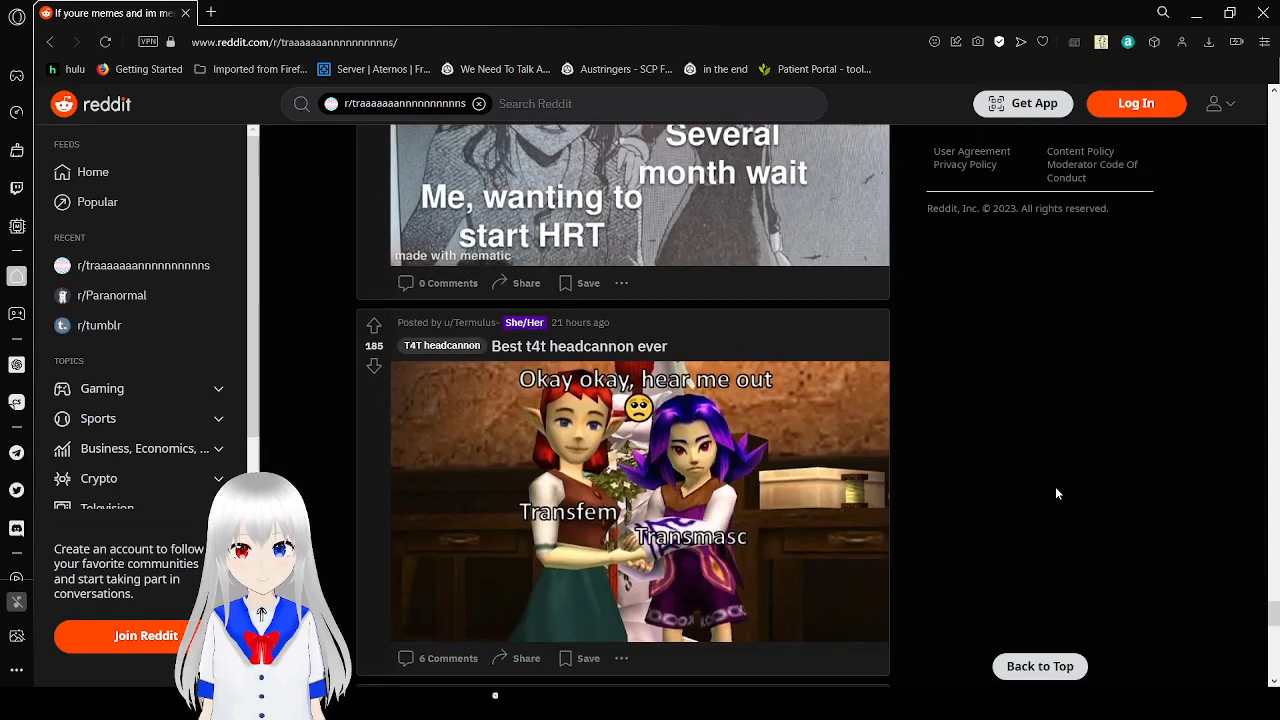 If youre memes and im me
www.reddit.com/r/traaaaaaannnnnnnnnns/
VPN
hulu
Getting Started
Imported from Firef...
Server | Aternos | Fr...
We Need To Talk A...
Austringers - SCP F...
in the end
Patient Portal - tool...
reddit
r/traaaaaaannnnnnnnnns
Search Reddit
Get App
Log In
FEEDS
Home
Popular
RECENT
r/traaaaaaannnnnnnnnns
r/Paranormal
r/tumblr
TOPICS
Gaming
Sports
Business, Economics, ...
Crypto
Television
Create an account to follow
your favorite communities
and start taking part in
conversations.
Join Reddit
Several
month wait
Me, wanting to
start HRT
made with mematic
0 Comments
Share
Save
Posted by u/Termulus- She/Her 21 hours ago
185
T4T headcannon Best t4t headcannon ever
Okay okay, hear me out
Transfem
Transmasc
6 Comments
Share
Save
User Agreement
Privacy Policy
Content Policy
Moderator Code Of
Conduct
Reddit, Inc. © 2023. All rights reserved.
Back to Top